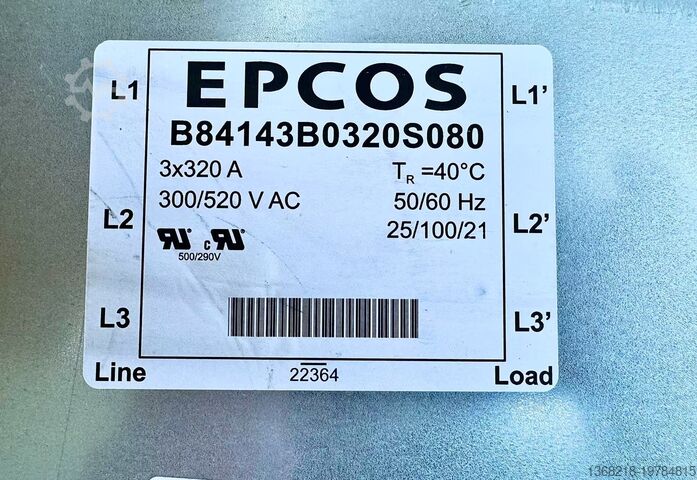 EPCOS
B84143B0320S080
L1 L1’
3x320 A TR =40°C
300/520 V AC 50/60 Hz
L2 25/100/21 L2’
c
500/290V
L3 L3’
Line 22364 Load
1368218-19784815